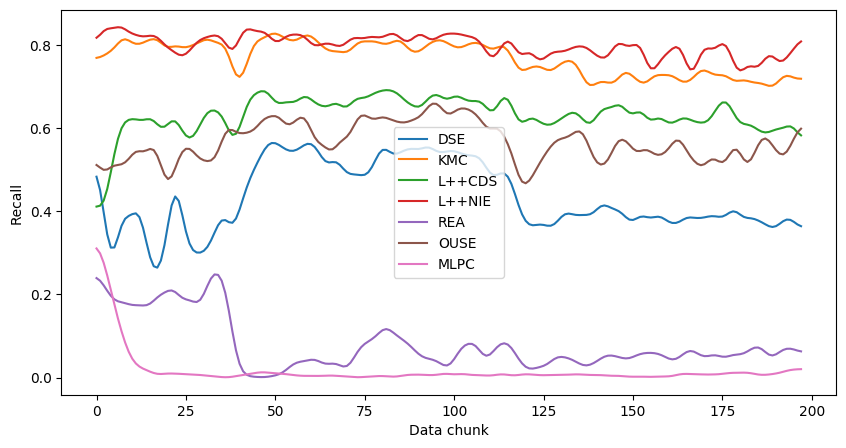 0.8
0.6
0.4
0.2
0.0
Recall
DSE
KMC
L++CDS
L++NIE
REA
OUSE
MLPC
0 25 50 75 100 125 150 175 200
Data chunk